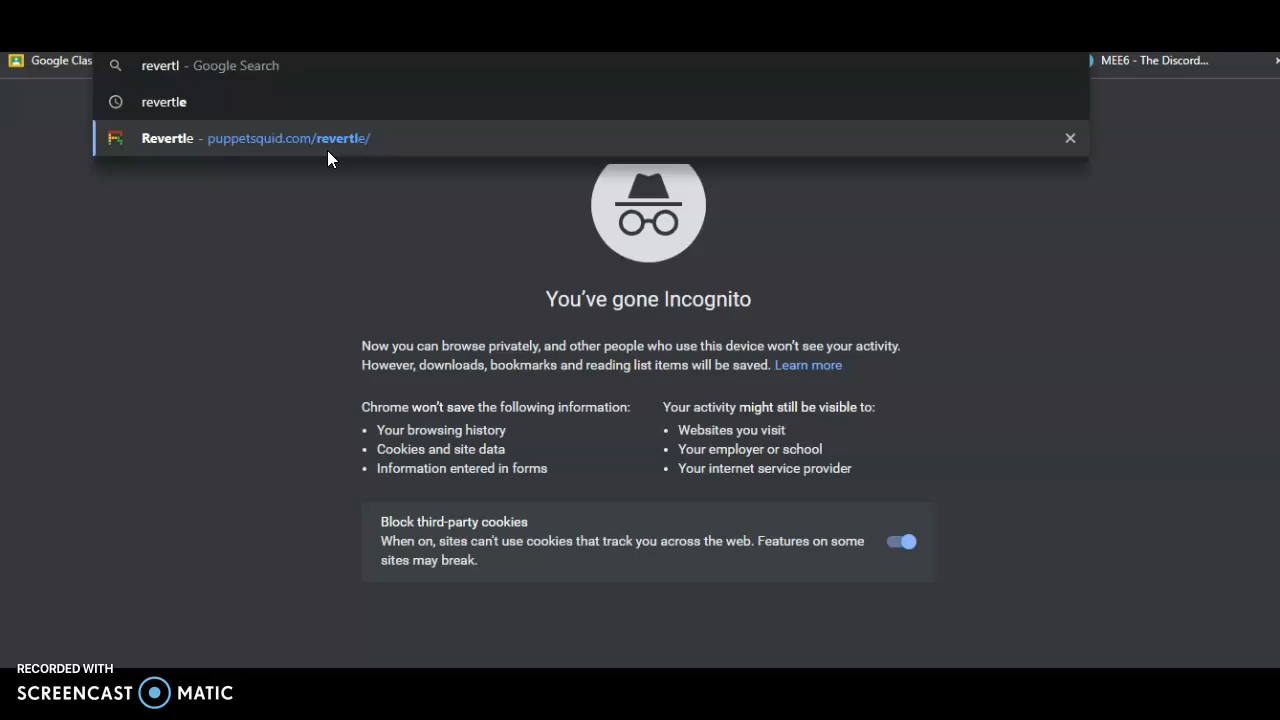 Google Clas
revertl - Google Search
MEE6 - The Discord...
revertle
Revertle - puppetsquid.com/revertle/
You've gone Incognito
Now you can browse privately, and other people who use this device won't see your activity.
However, downloads, bookmarks and reading list items will be saved. Learn more
Chrome won't save the following information:
• Your browsing history
• Cookies and site data
• Information entered in forms
Your activity might still be visible to:
• Websites you visit
• Your employer or school
• Your internet service provider
Block third-party cookies
When on, sites can't use cookies that track you across the web. Features on some
sites may break.
RECORDED WITH
SCREENCAST MATIC